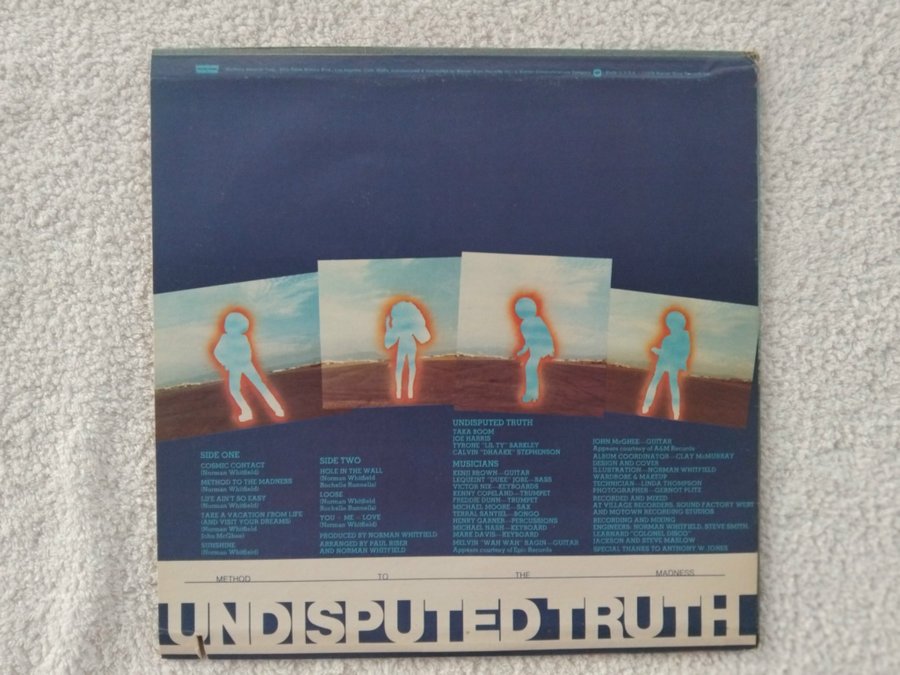 SIDE ONE
COSMIC CONTACT
(Norman Whitfield)
METHOD TO THE MADNESS
(Norman Whitfield)
LIFE AIN'T SO EASY
(Norman Whitfield)
TAKE A VACATION FROM LIFE
(AND VISIT YOUR DREAMS)
(Norman Whitfield
John McGhee)
SUNSHINE
(Norman Whitfield)
SIDE TWO
HOLE IN THE WALL
(Norman Whitfield
Rochelle Runnells)
LOOSE
(Norman Whitfield
Rochelle Runnells)
YOU + ME = LOVE
(Norman Whitfield)
PRODUCED BY NORMAN WHITFIELD
ARRANGED BY PAUL RISER
AND NORMAN WHITFIELD
UNDISPUTED TRUTH
TAKA BOOM
JOE HARRIS
TYRONE "LIL TY" BARKLEY
CALVIN "DHAAKK" STEPHENSON
MUSICIANS
KENJI BROWN—GUITAR
LEQUEINT "DUKE" JOBE—BASS
VICTOR NIX—KEYBOARDS
KENNY COPELAND—TRUMPET
FREDDIE DUNN—TRUMPET
MICHAEL MOORE—SAX
TERRAL SANTIEL—BONGO
HENRY GARNER—PERCUSSIONS
MICHAEL NASH—KEYBOARD
MARK DAVIS—KEYBOARD
MELVIN "WAH WAH" RAGIN—GUITAR
Appears courtesy of Epic Records
JOHN McGHEE—GUITAR
Appears courtesy of A&M Records
ALBUM COORDINATOR—CLAY McMURRAY
DESIGN AND COVER
ILLUSTRATION—NORMAN WHITFIELD
WARDROBE & MAKEUP
TECHNICIAN—LINDA THOMPSON
PHOTOGRAPHER—GERNOT PLITZ
RECORDED AND MIXED
AT VILLAGE RECORDERS, SOUND FACTORY WEST
AND MOTOWN RECORDING STUDIOS
RECORDING AND MIXING
ENGINEERS: NORMAN WHITFIELD, STEVE SMITH,
LEANARD "COLONEL DISCO"
JACKSON AND STEVE MASLOW
SPECIAL THANKS TO ANTHONY W. JONES
METHOD TO THE MADNESS
UNDISPUTED TRUTH